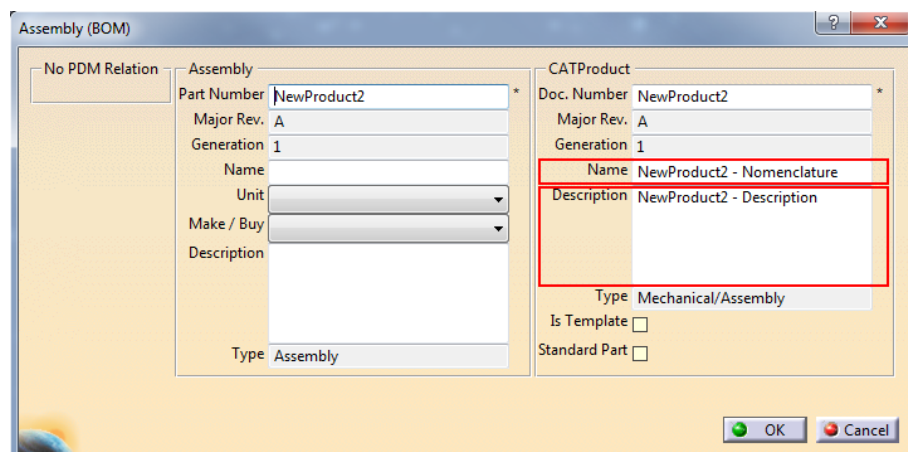 Assembly (BOM)
?
No PDM Relation
Assembly
Part Number NewProduct2 *
Major Rev. A
Generation 1
Name
Unit
Make / Buy
Description
Type Assembly
CATProduct
Doc. Number NewProduct2 *
Major Rev. A
Generation 1
Name NewProduct2 - Nomenclature
Description NewProduct2 - Description
Type Mechanical/Assembly
Is Template
Standard Part
OK Cancel